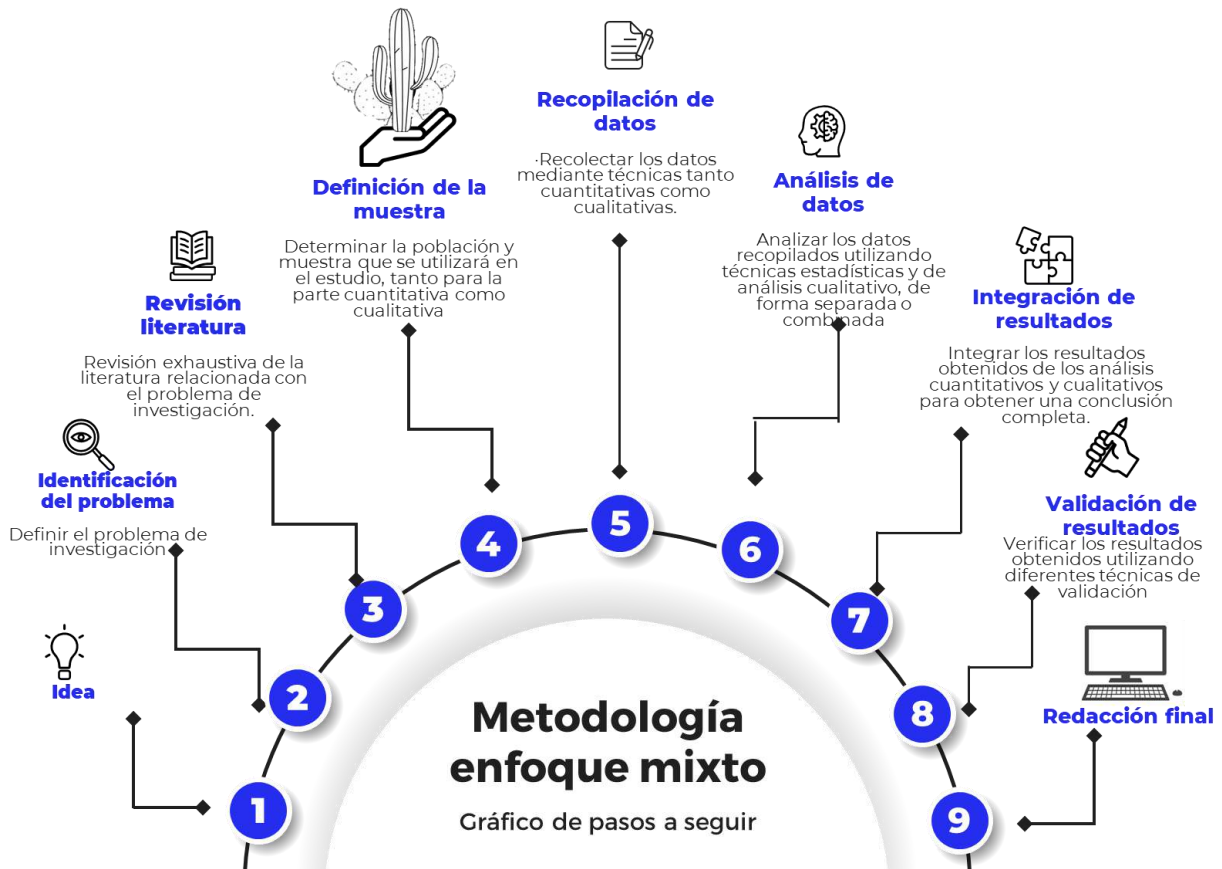 1
Idea
2
Identificación
del problema
Definir el problema de
investigación
3
Revisión
literatura
Revisión exhaustiva de la
literatura relacionada con
el problema de
investigación.
4
Definición de la
muestra
Determinar la población y
muestra que se utilizará en
el estudio, tanto para la
parte cuantitativa como
cualitativa
5
Recopilación de
datos
·Recolectar los datos
mediante técnicas tanto
cuantitativas como
cualitativas.
6
Análisis de
datos
Analizar los datos
recopilados utilizando
técnicas estadísticas y de
análisis cualitativo, de
forma separada o
combinada
7
Integración de
resultados
Integrar los resultados
obtenidos de los análisis
cuantitativos y cualitativos
para obtener una conclusión
completa.
8
Validación de
resultados
Verificar los resultados
obtenidos utilizando
diferentes técnicas de
validación
9
Redacción final
Metodología
enfoque mixto
Gráfico de pasos a seguir